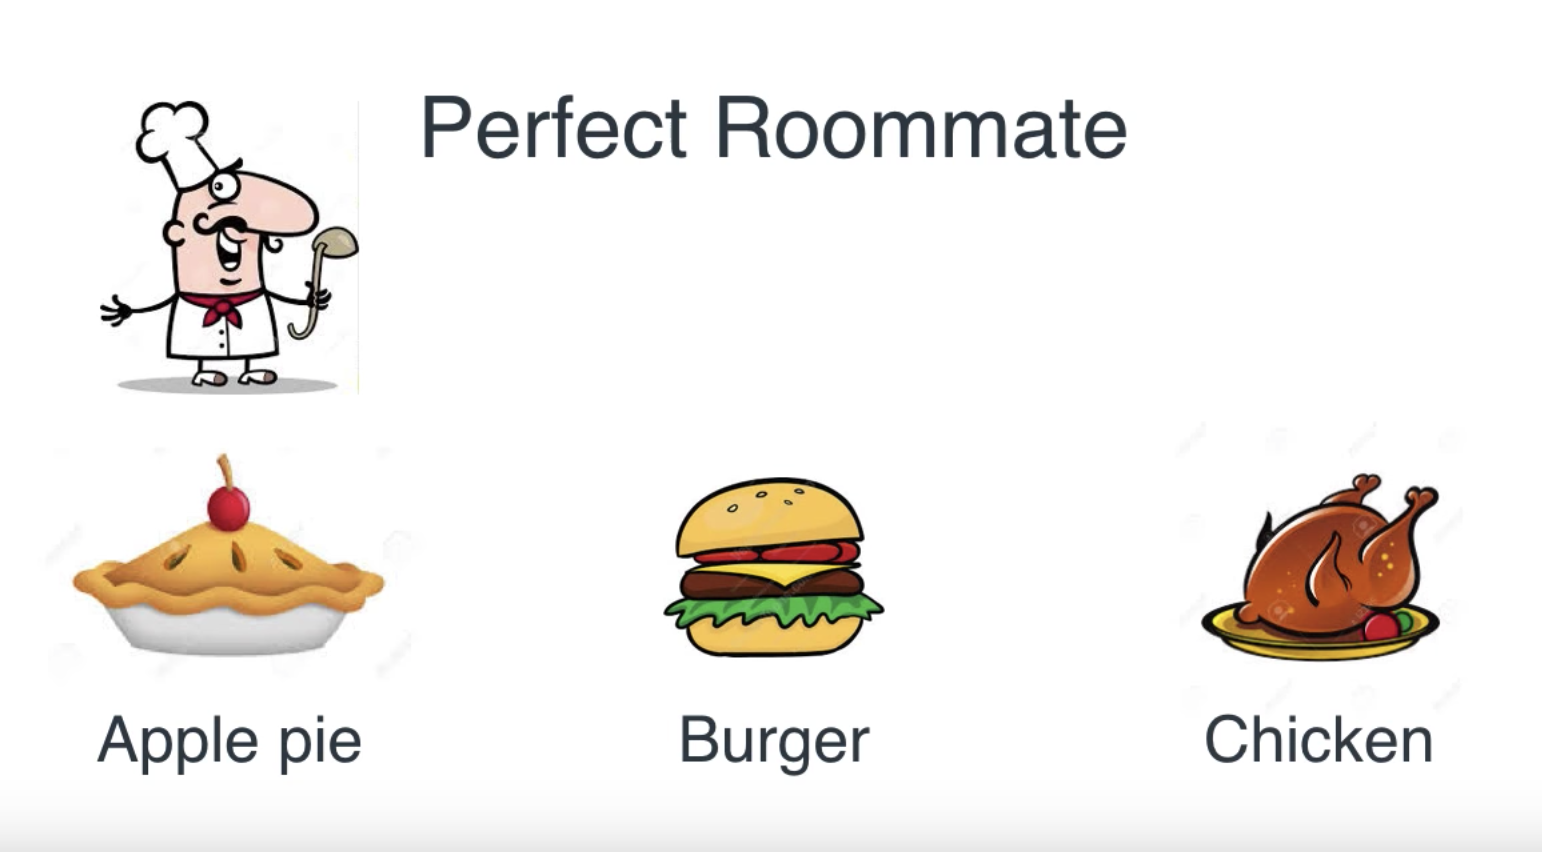 Perfect Roommate
Apple pie
Burger
Chicken